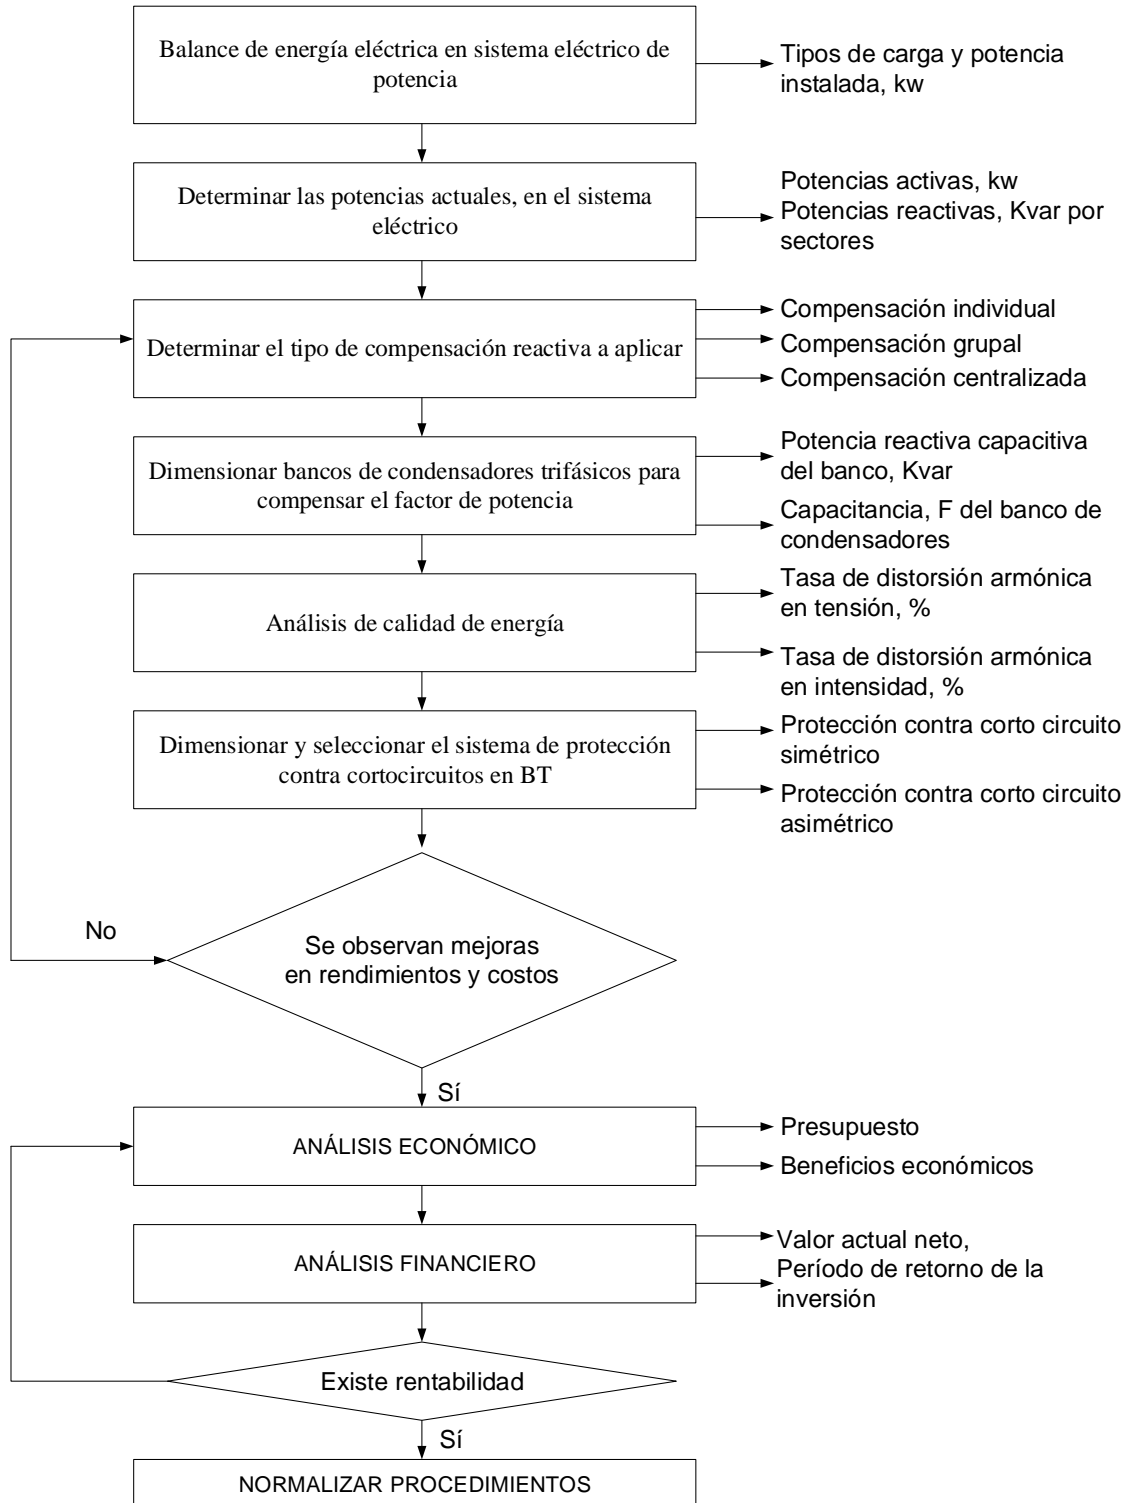 Balance de energía eléctrica en sistema eléctrico de
potencia
Tipos de carga y potencia
instalada, kw
Determinar las potencias actuales, en el sistema
eléctrico
Potencias activas, kw
Potencias reactivas, Kvar por
sectores
Determinar el tipo de compensación reactiva a aplicar
Compensación individual
Compensación grupal
Compensación centralizada
Dimensionar bancos de condensadores trifásicos para
compensar el factor de potencia
Potencia reactiva capacitiva
del banco, Kvar
Capacitancia, F del banco de
condensadores
Análisis de calidad de energía
Tasa de distorsión armónica
en tensión, %
Tasa de distorsión armónica
en intensidad, %
Dimensionar y seleccionar el sistema de protección
contra cortocircuitos en BT
Protección contra corto circuito
simétrico
Protección contra corto circuito
asimétrico
No
Se observan mejoras
en rendimientos y costos
Sí
ANÁLISIS ECONÓMICO
Presupuesto
Beneficios económicos
ANÁLISIS FINANCIERO
Valor actual neto,
Período de retorno de la
inversión
Existe rentabilidad
Sí
NORMALIZAR PROCEDIMIENTOS